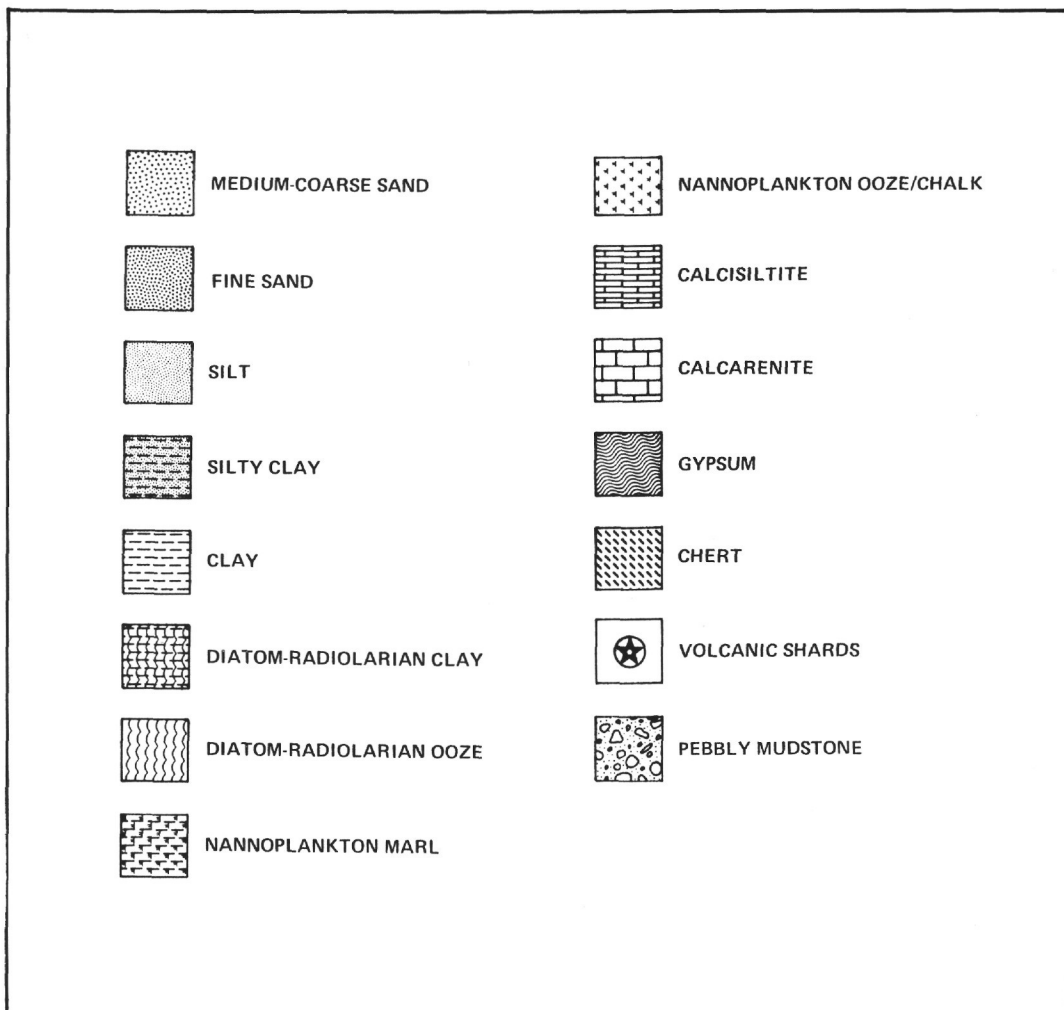 MEDIUM-COARSE SAND
FINE SAND
SILT
SILTY CLAY
CLAY
DIATOM-RADIOLARIAN CLAY
DIATOM-RADIOLARIAN OOZE
NANNOPLANKTON MARL
NANNOPLANKTON OOZE/CHALK
CALCISILTITE
CALCARENITE
GYPSUM
CHERT
VOLCANIC SHARDS
PEBBLY MUDSTONE